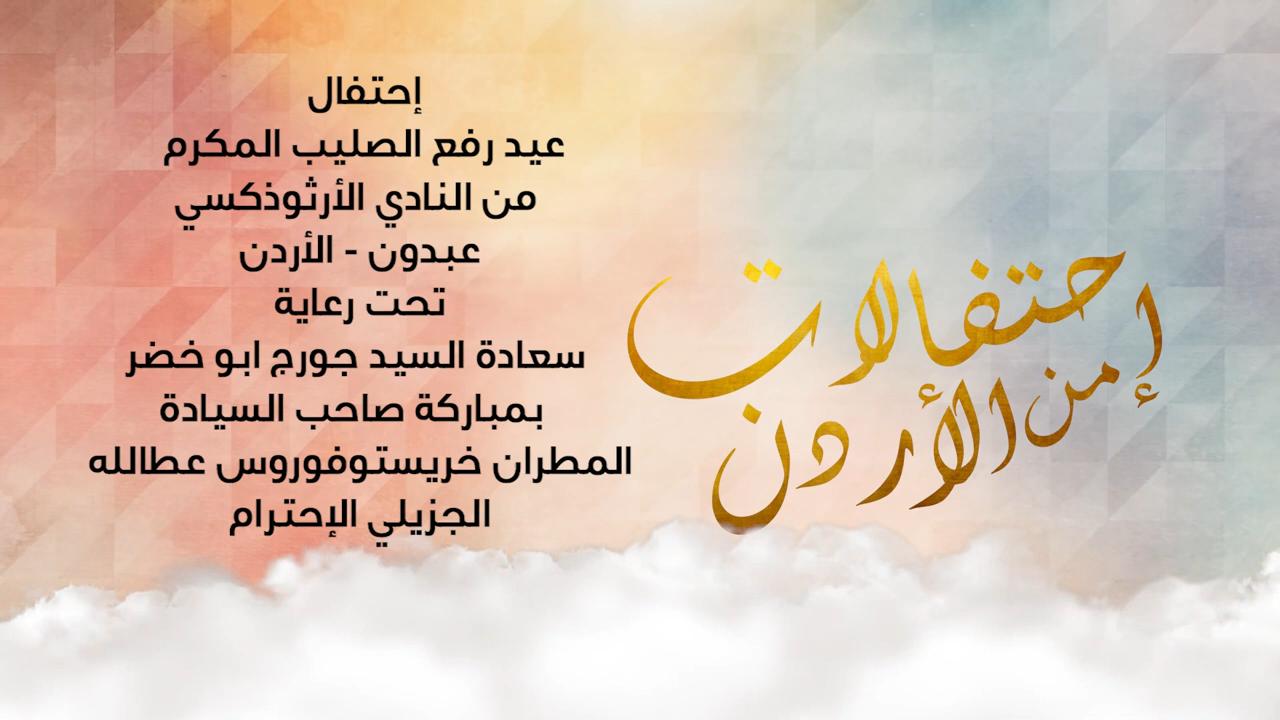 إحتفال
عيد رفع الصليب المكرم
من النادي الأرثوذكسي
عبدون - الأردن
تحت رعاية
سعادة السيد جورج ابو خضر
بمباركة صاحب السيادة
المطران خريستوفوروس عطالله
الجزيلي الإحترام
إحتفالات
من الأردن